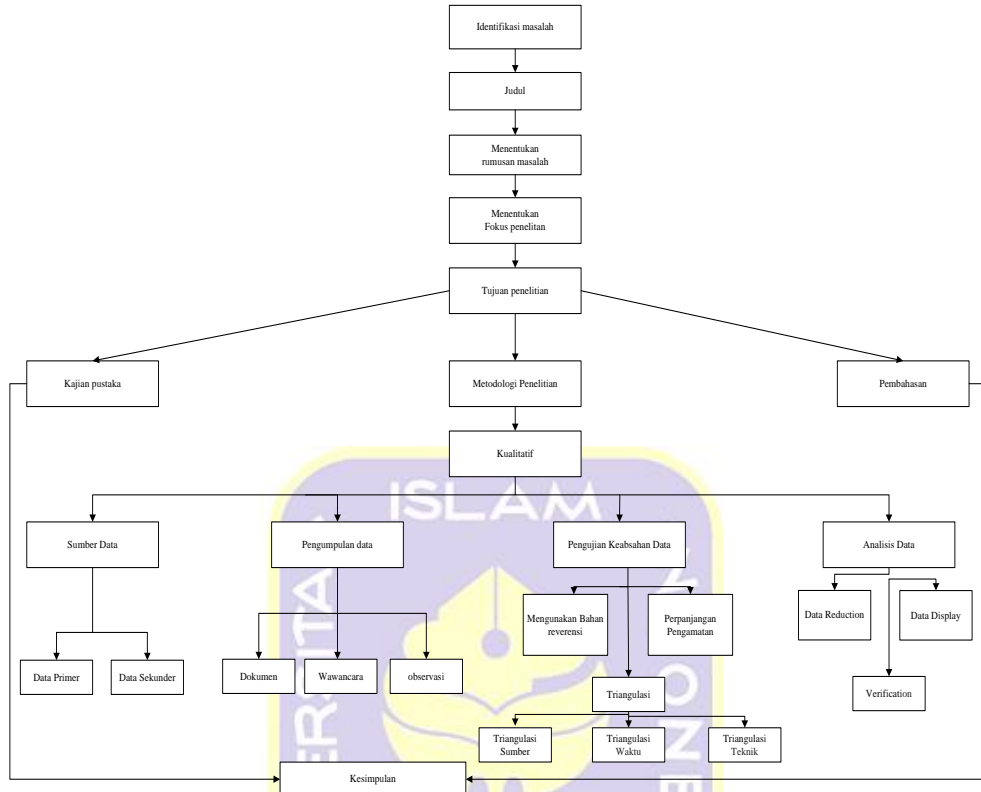 Identifikasi masalah
Judul
Menentukan
rumusan masalah
Menentukan
Fokus penelitan
Tujuan penelitian
Kajian pustaka
Metodologi Penelitian
Pembahasan
Kualitatif
ISLAM
Sumber Data
Pengumpulan data
Pengujian Keabsahan Data
Analisis Data
Mengunakan Bahan
reverensi
Perpanjangan
Pengamatan
Data Reduction
Data Display
Data Primer
Data Sekunder
Dokumen
Wawancara
observasi
Triangulasi
Verification
Triangulasi
Sumber
Triangulasi
Waktu
Triangulasi
Teknik
Kesimpulan